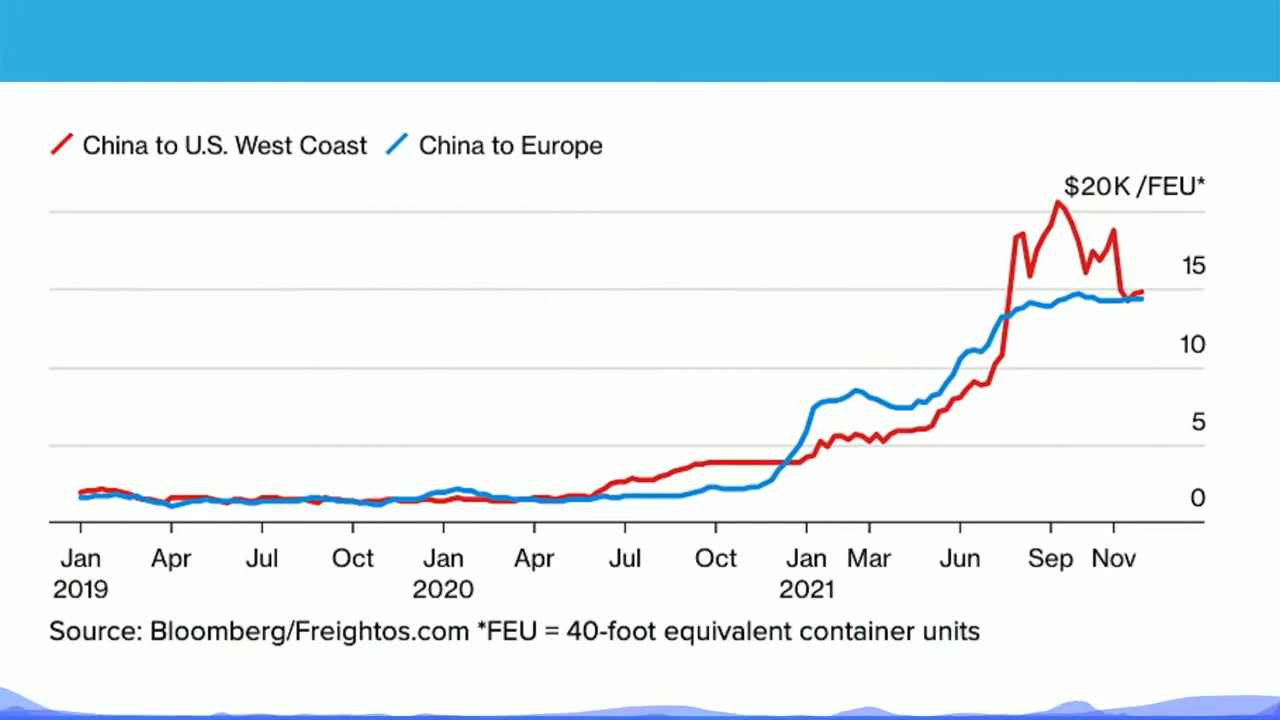 China to U.S. West Coast China to Europe
$20K /FEU*
15
10
5
0
Jan Apr Jul Oct Jan Apr Jul Oct Jan Mar Jun Sep Nov
2019 2020 2021
Source: Bloomberg/Freightos.com *FEU = 40-foot equivalent container units